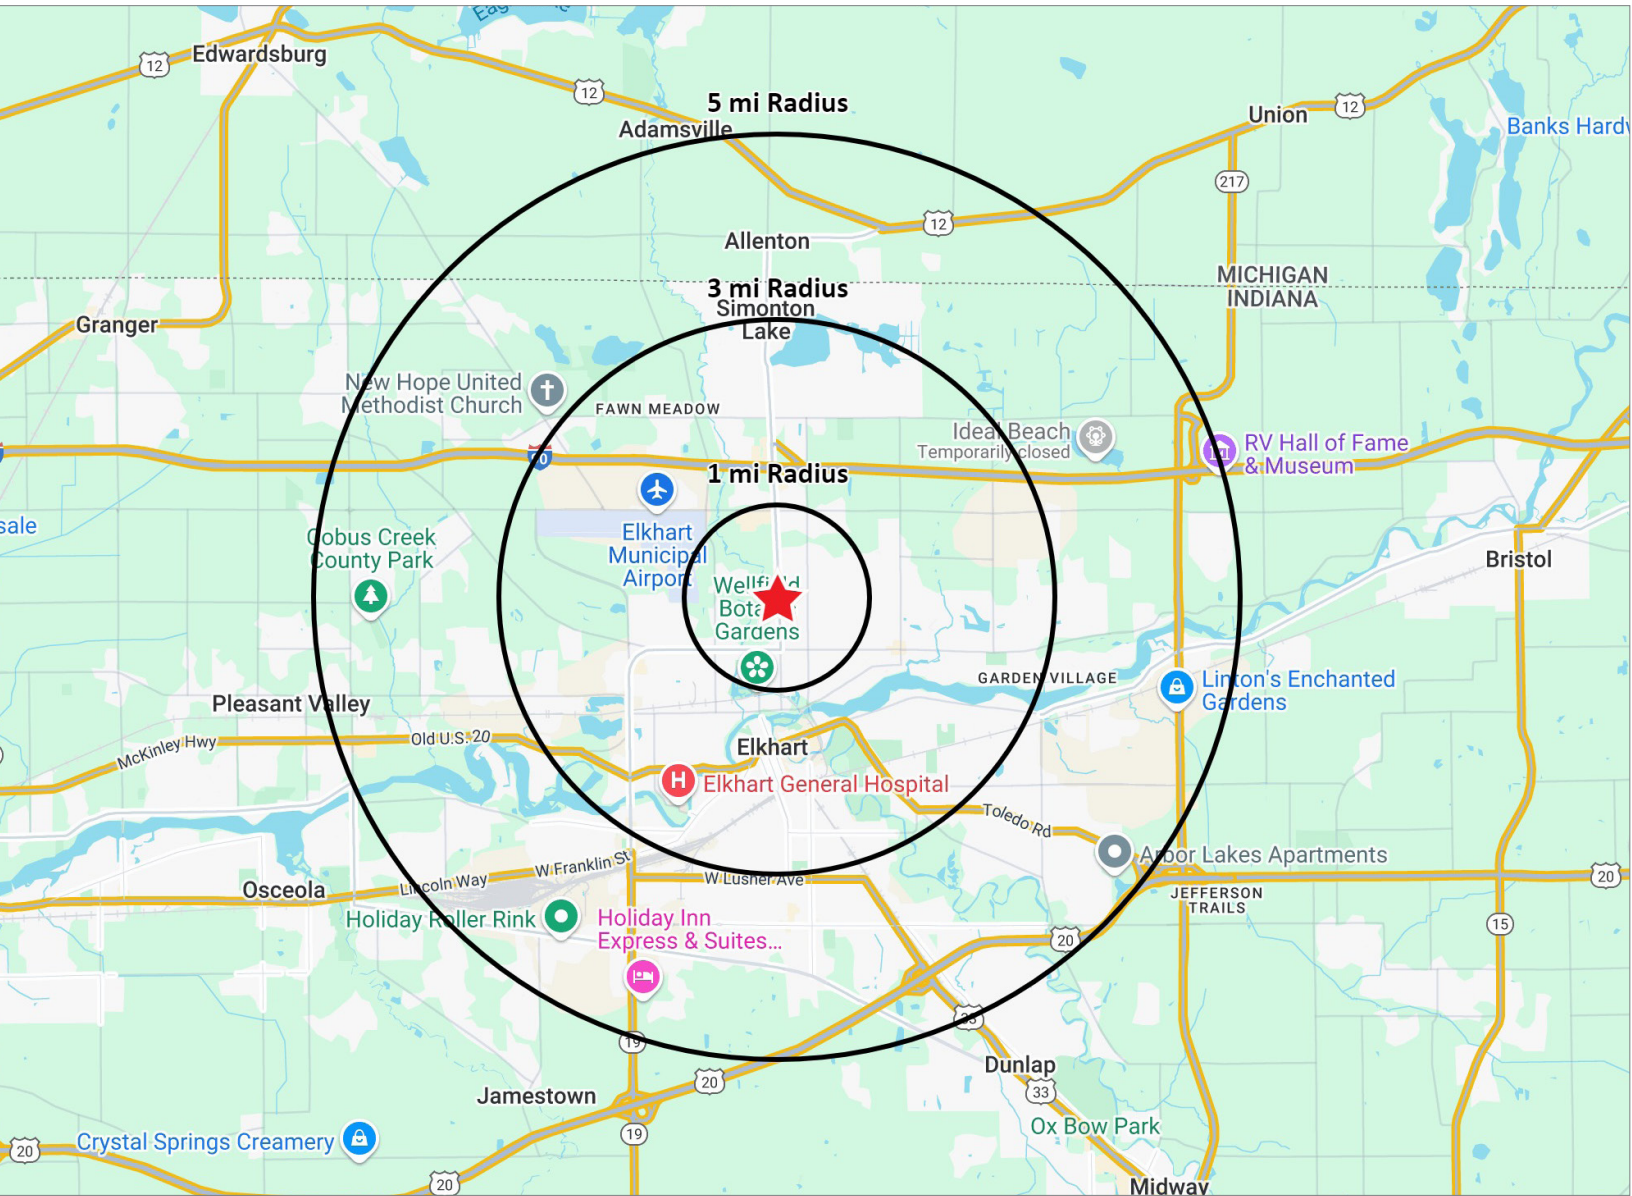 Eag
Edwardsburg
12
12
5 mi Radius
Adamsville
Union
12
Banks Hardw
217
12
Allenton
MICHIGAN
INDIANA
3 mi Radius
Simonton
Lake
Granger
New Hope United
Methodist Church
FAWN MEADOW
Ideal Beach
Temporarily closed
RV Hall of Fame
& Museum
80
1 mi Radius
sale
Elkhart
Municipal
Airport
Cobus Creek
County Park
Bristol
Wellfield
Botanic
Gardens
GARDEN VILLAGE
Linton's Enchanted
Gardens
Pleasant Valley
McKinley Hwy
Old U.S. 20
Elkhart
H
Elkhart General Hospital
Toledo Rd
Arbor Lakes Apartments
W Franklin St
Lincoln Way
W Lusher Ave
Osceola
20
JEFFERSON
TRAILS
Holiday Roller Rink
Holiday Inn
Express & Suites...
15
20
33
19
Dunlap
20
33
Jamestown
19
Ox Bow Park
Crystal Springs Creamery
20
20
Midway